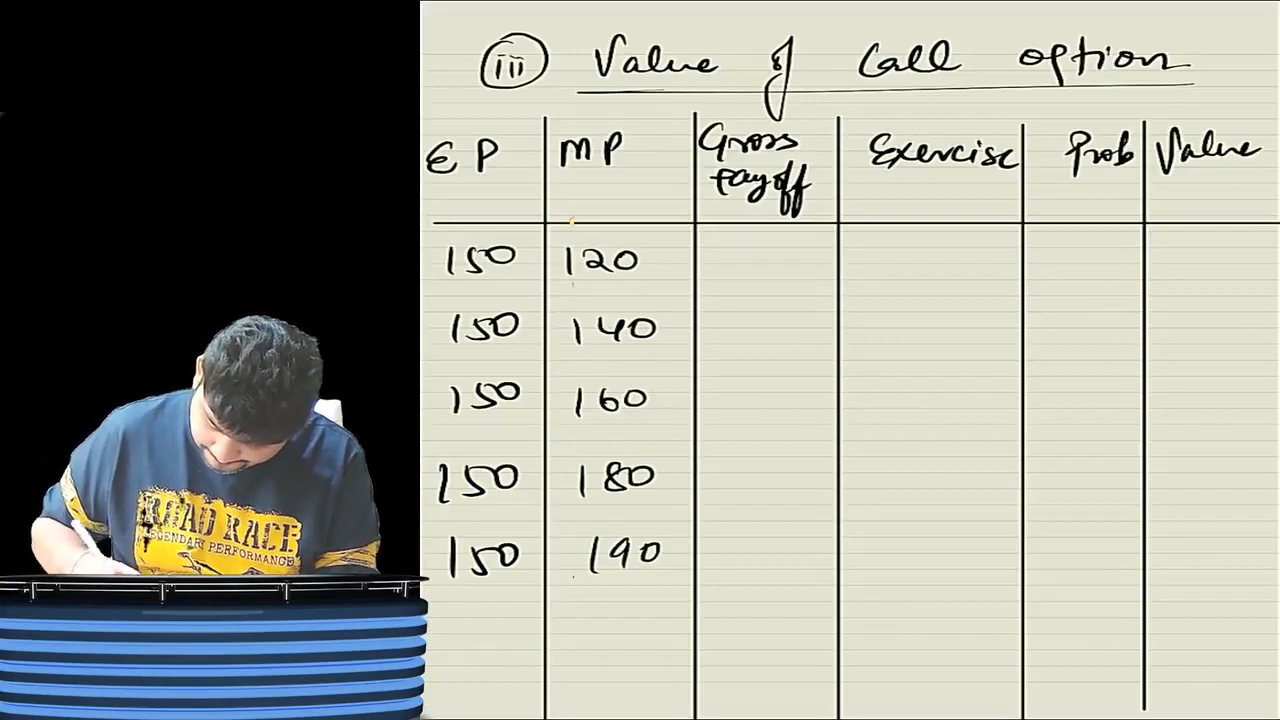 iii Value of Call option
EP MP Gross Payoff Exercise Prob Value
150 120
150 140
150 160
150 180
150 190
ROAD RACE
LEGENDARY PERFORMANCE